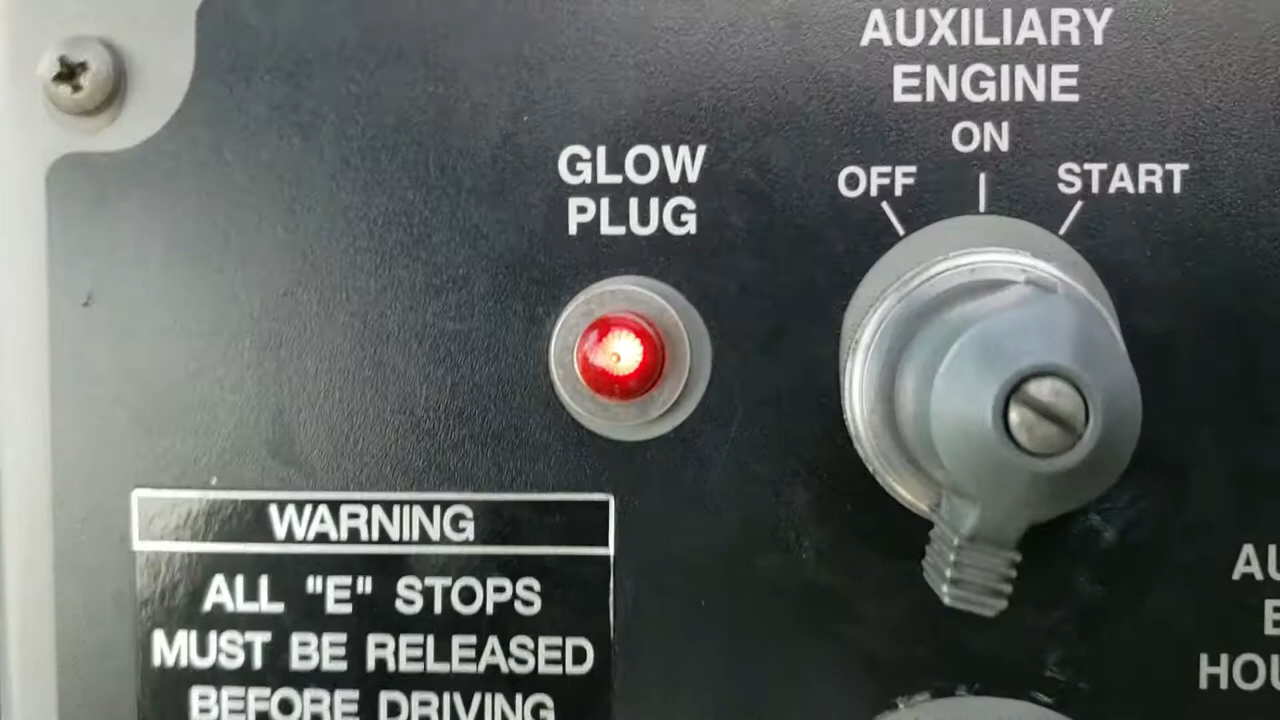 GLOW
PLUG
AUXILIARY
ENGINE
ON
OFF
START
WARNING
ALL "E" STOPS
MUST BE RELEASED
BEFORE DRIVING